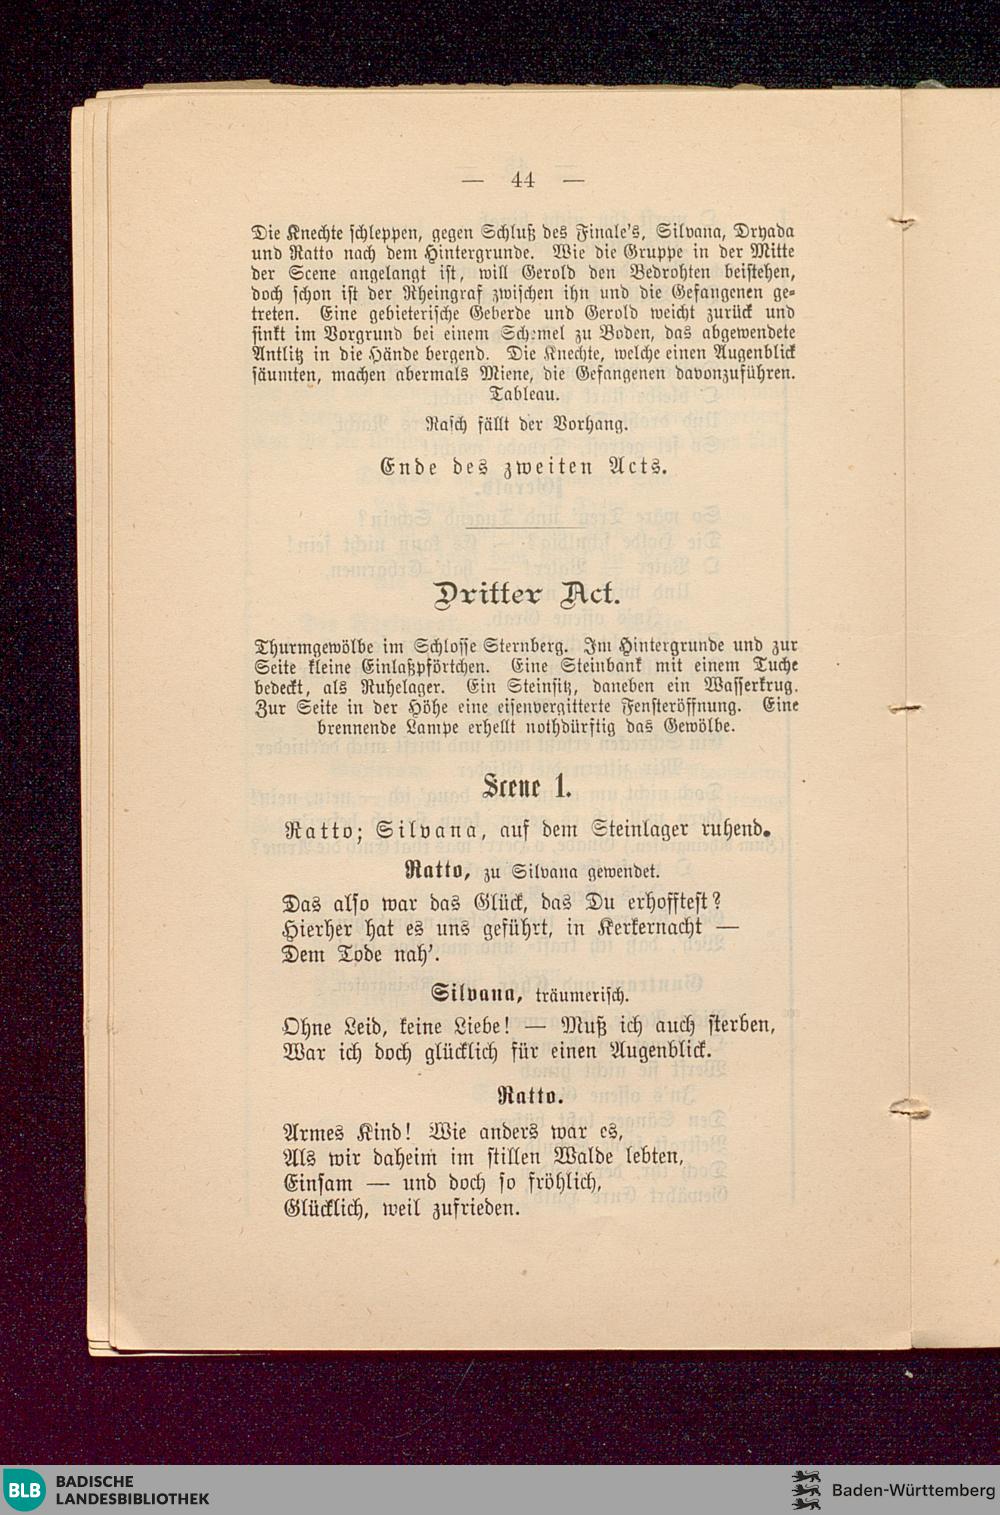 — 44 —
Die Knechte schleppen, gegen Schluß des Finale's, Silvana, Dryada
und Ratto nach dem Hintergrunde. Wie die Gruppe in der Mitte
der Scene angelangt ist, will Gerold den Bedrohten beistehen,
doch schon ist der Rheingraf zwischen ihn und die Gefangenen ge-
treten. Eine gebieterische Geberde und Gerold weicht zurück und
sinkt im Vorgrund bei einem Schemel zu Boden, das abgewendete
Antlitz in die Hände bergend. Die Knechte, welche einen Augenblick
säumten, machen abermals Miene, die Gefangenen davonzuführen.
Tableau.
Rasch fällt der Vorhang.
Ende des zweiten Acts.
Dritter Act.
Thurmgewölbe im Schlosse Sternberg. Im Hintergrunde und zur
Seite kleine Einlaßpförtchen. Eine Steinbank mit einem Tuche
bedeckt, als Ruhelager. Ein Steinsitz, daneben ein Wasserkrug.
Zur Seite in der Höhe eine eisenvergitterte Fensteröffnung. Eine
brennende Lampe erhellt nothdürftig das Gewölbe.
Scene 1.
Ratto; Silvana, auf dem Steinlager ruhend.
Ratto, zu Silvana gewendet.
Das also war das Glück, das Du erhofftest?
Hierher hat es uns geführt, in Kerkernacht —
Dem Tode nah'.
Silvana, träumerisch.
Ohne Leid, keine Liebe! — Muß ich auch sterben,
War ich doch glücklich für einen Augenblick.
Ratto.
Armes Kind! Wie anders war es,
Als wir daheim im stillen Walde lebten,
Einsam — und doch so fröhlich,
Glücklich, weil zufrieden.
BLB BADISCHE
LANDESBIBLIOTHEK
Baden-Württemberg